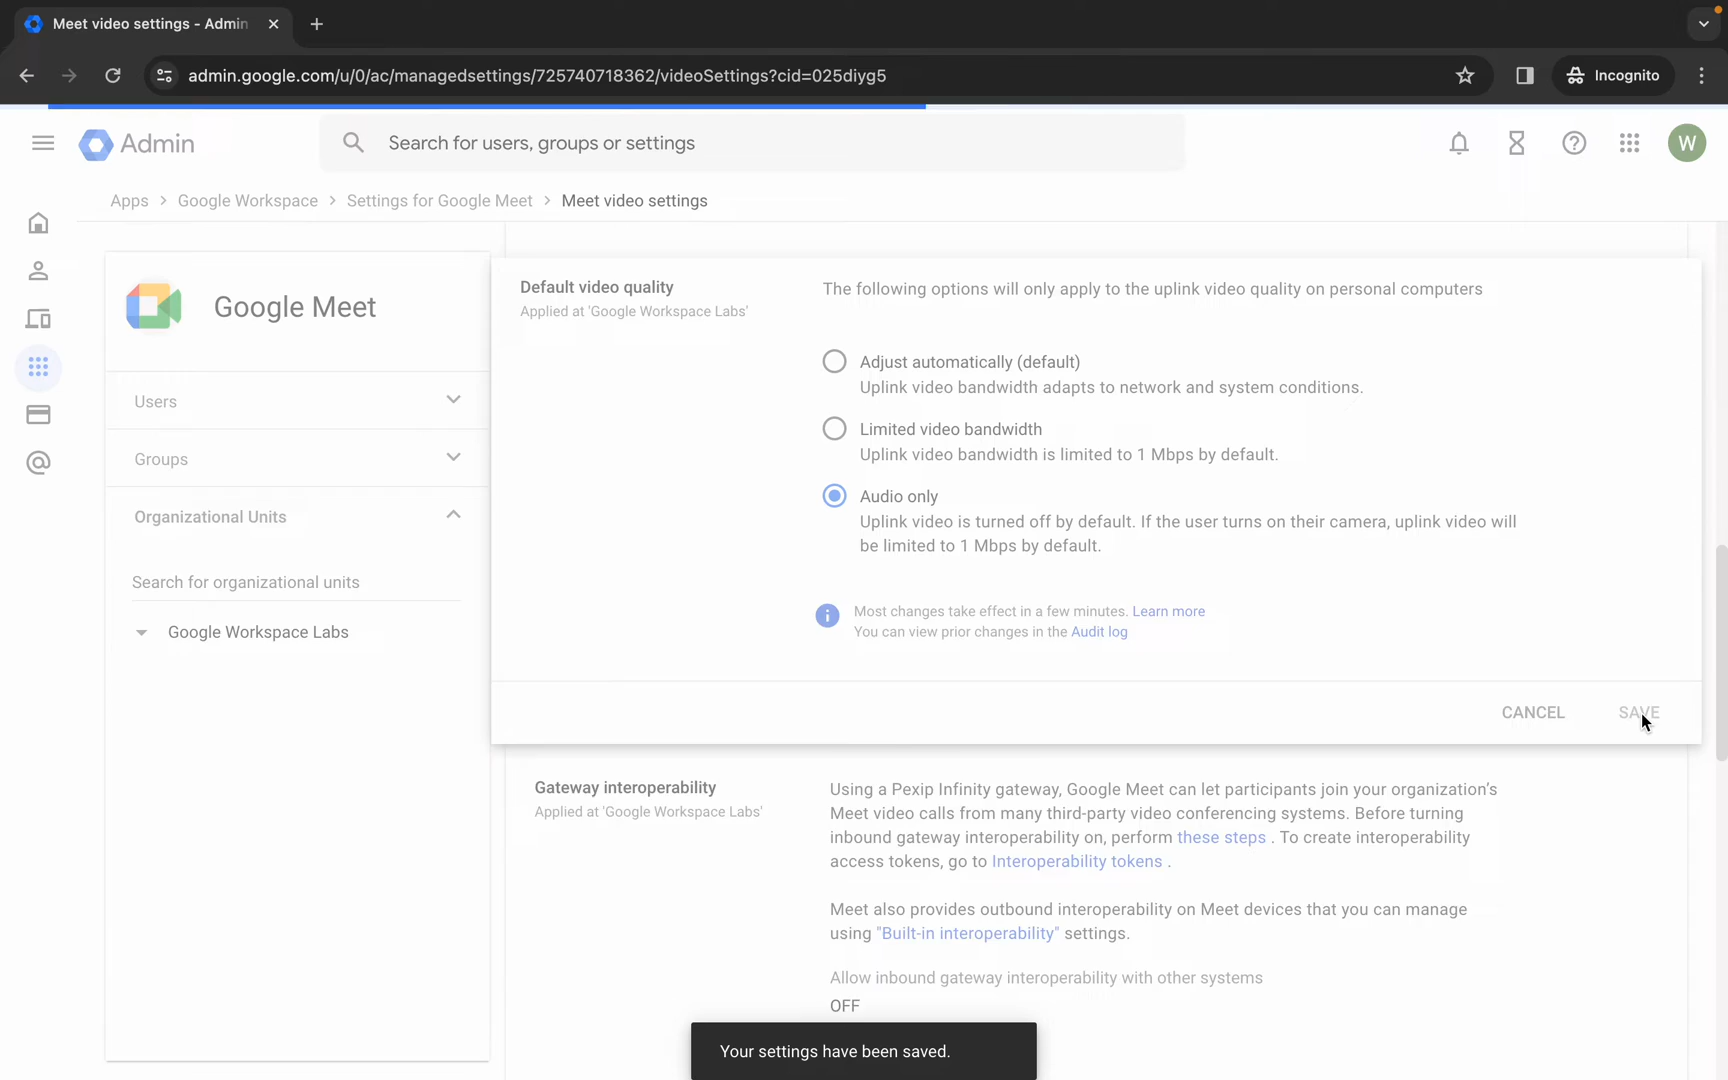 Meet video settings - Admin
admin.google.com/u/0/ac/managedsettings/725740718362/videoSettings?cid=025diyg5
Incognito
Admin
Search for users, groups or settings
W
Apps > Google Workspace > Settings for Google Meet > Meet video settings
Google Meet
Users
Groups
Organizational Units
Search for organizational units
Google Workspace Labs
Default video quality
Applied at 'Google Workspace Labs'
The following options will only apply to the uplink video quality on personal computers
Adjust automatically (default)
Uplink video bandwidth adapts to network and system conditions.
Limited video bandwidth
Uplink video bandwidth is limited to 1 Mbps by default.
Audio only
Uplink video is turned off by default. If the user turns on their camera, uplink video will
be limited to 1 Mbps by default.
Most changes take effect in a few minutes. Learn more
You can view prior changes in the Audit log
CANCEL
SAVE
Gateway interoperability
Applied at 'Google Workspace Labs'
Using a Pexip Infinity gateway, Google Meet can let participants join your organization's
Meet video calls from many third-party video conferencing systems. Before turning
inbound gateway interoperability on, perform these steps . To create interoperability
access tokens, go to Interoperability tokens .
Meet also provides outbound interoperability on Meet devices that you can manage
using "Built-in interoperability" settings.
Allow inbound gateway interoperability with other systems
OFF
Your settings have been saved.